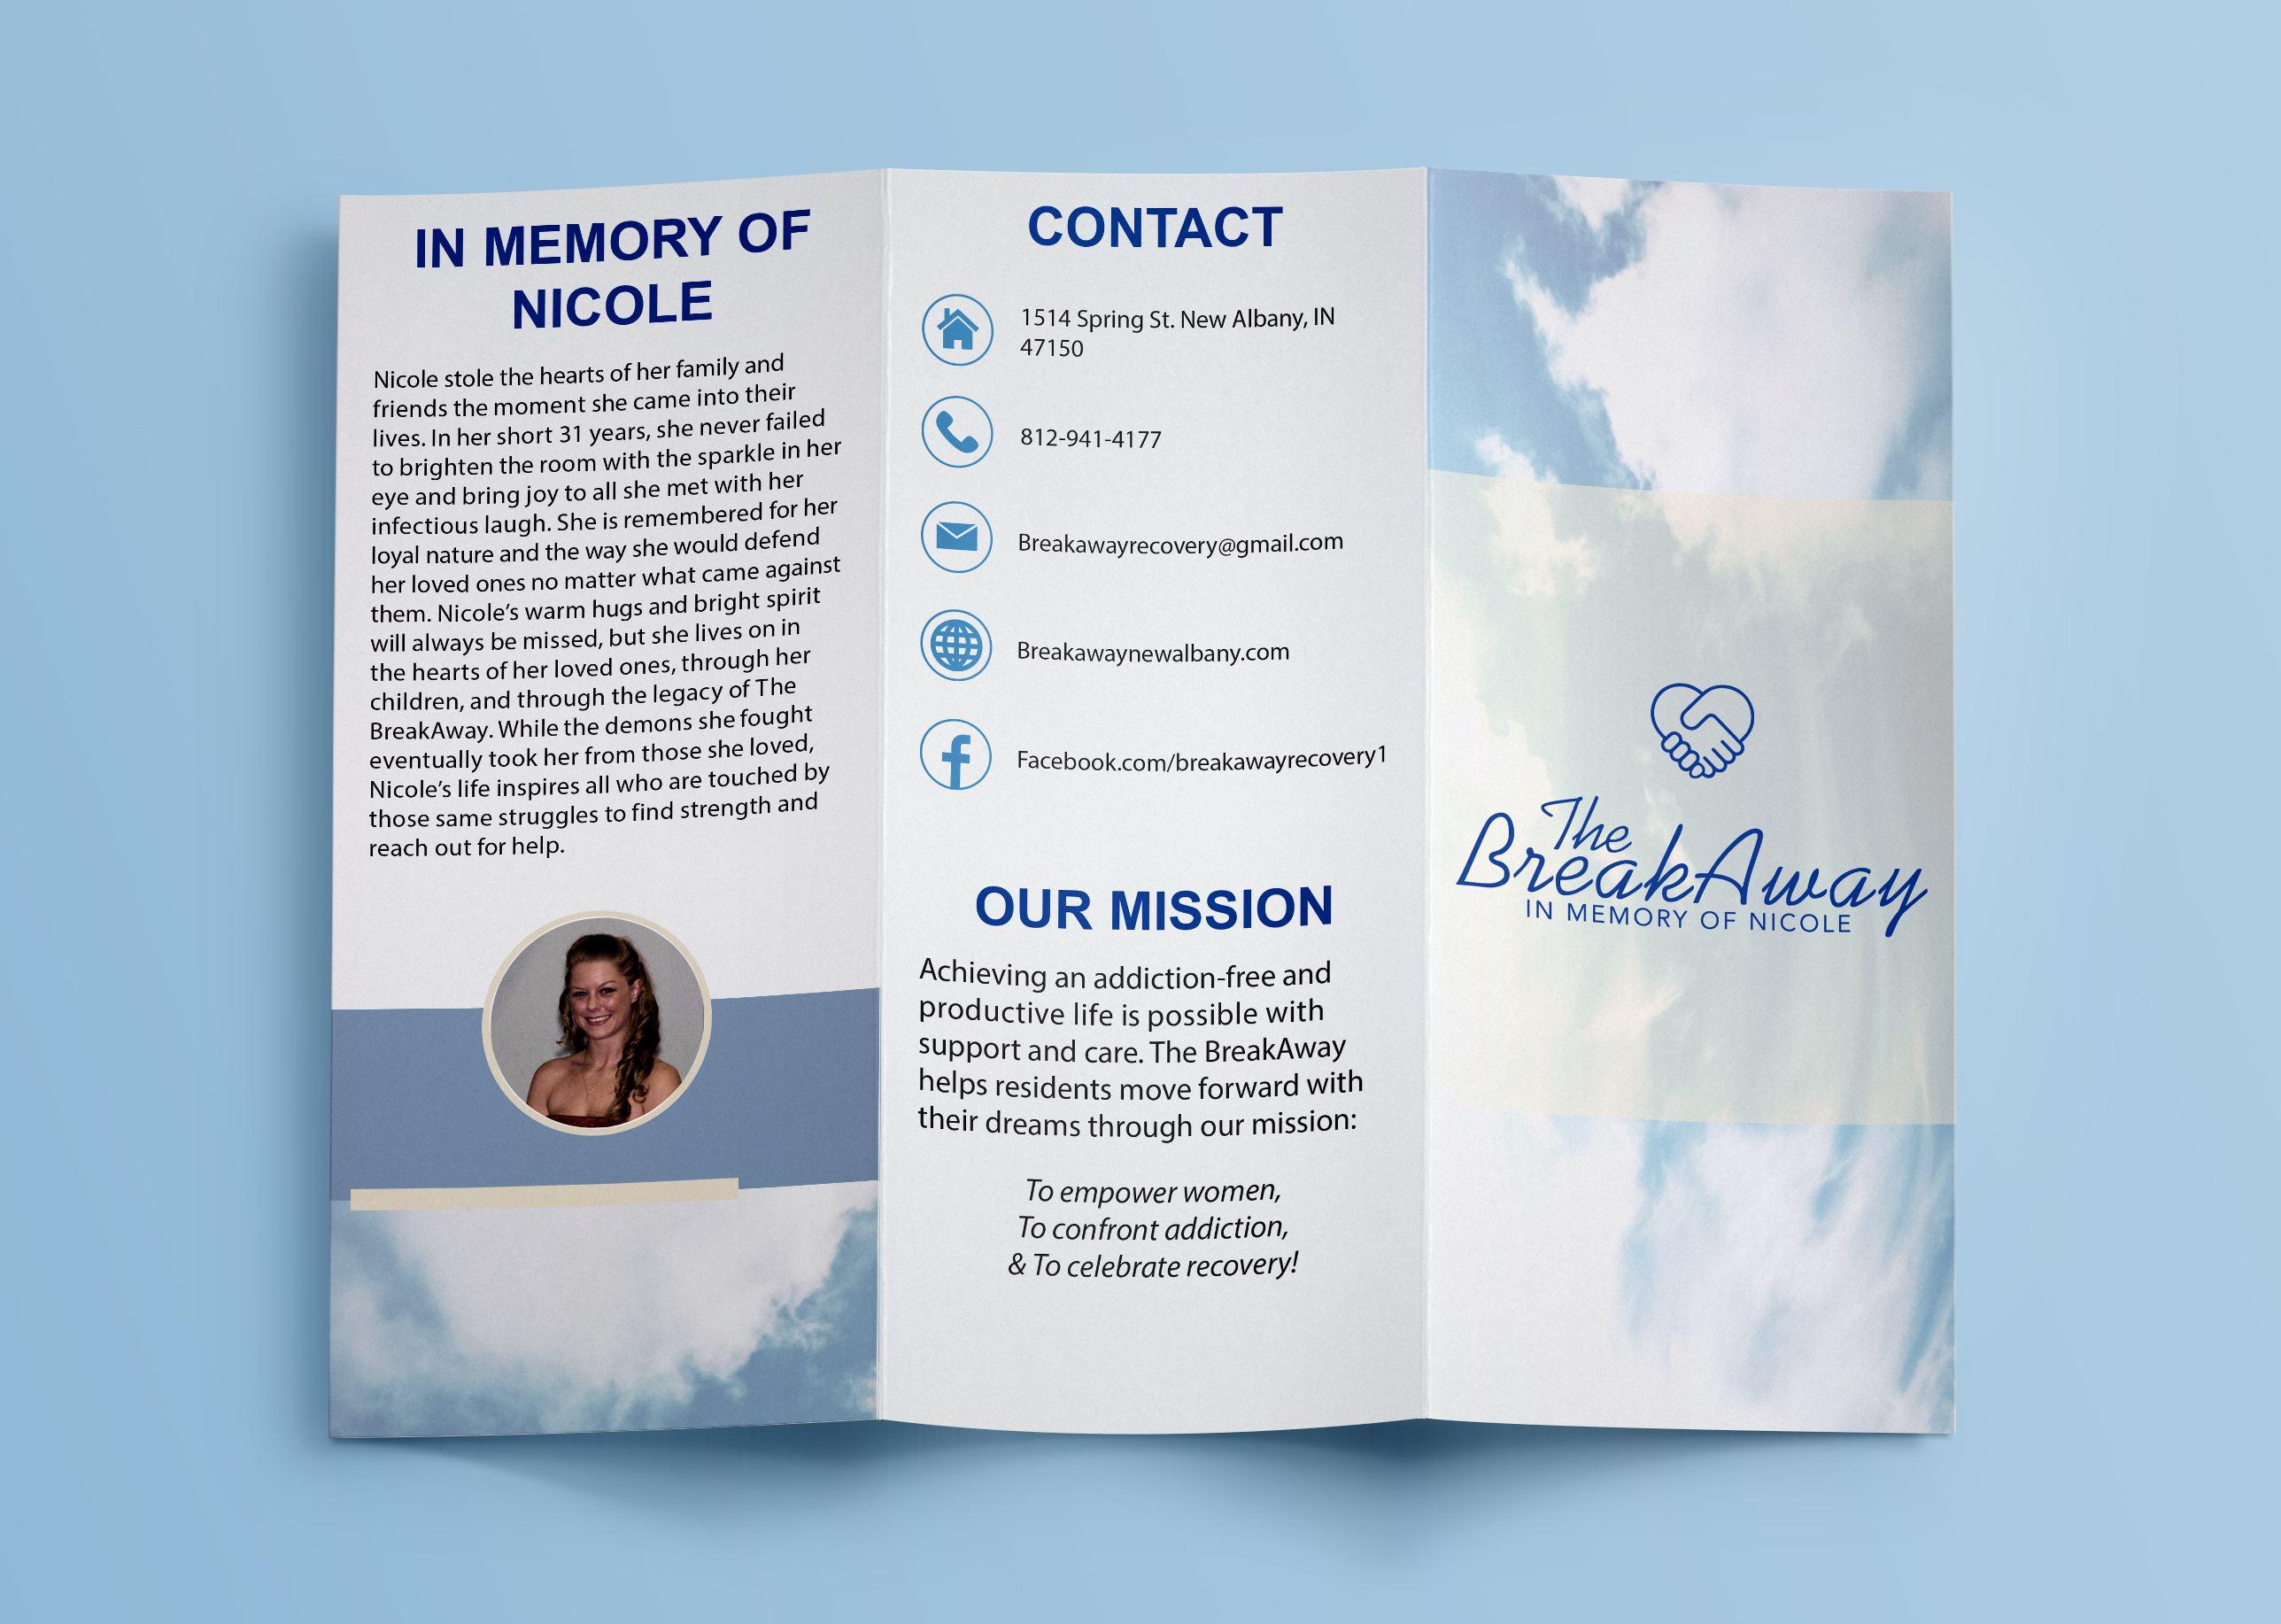 IN MEMORY OF
NICOLE
Nicole stole the hearts of her family and
friends the moment she came into their
lives. In her short 31 years, she never failed
to brighten the room with the sparkle in her
eye and bring joy to all she met with her
infectious laugh. She is remembered for her
loyal nature and the way she would defend
her loved ones no matter what came against
them. Nicole’s warm hugs and bright spirit
will always be missed, but she lives on in
the hearts of her loved ones, through her
children, and through the legacy of The
BreakAway. While the demons she fought
eventually took her from those she loved,
Nicole’s life inspires all who are touched by
those same struggles to find strength and
reach out for help.
CONTACT
1514 Spring St. New Albany, IN
47150
812-941-4177
Breakawayrecovery@gmail.com
Breakawaynewalbany.com
Facebook.com/breakawayrecovery1
OUR MISSION
Achieving an addiction-free and
productive life is possible with
support and care. The BreakAway
helps residents move forward with
their dreams through our mission:
To empower women,
To confront addiction,
& To celebrate recovery!
The
BreakAway
IN MEMORY OF NICOLE